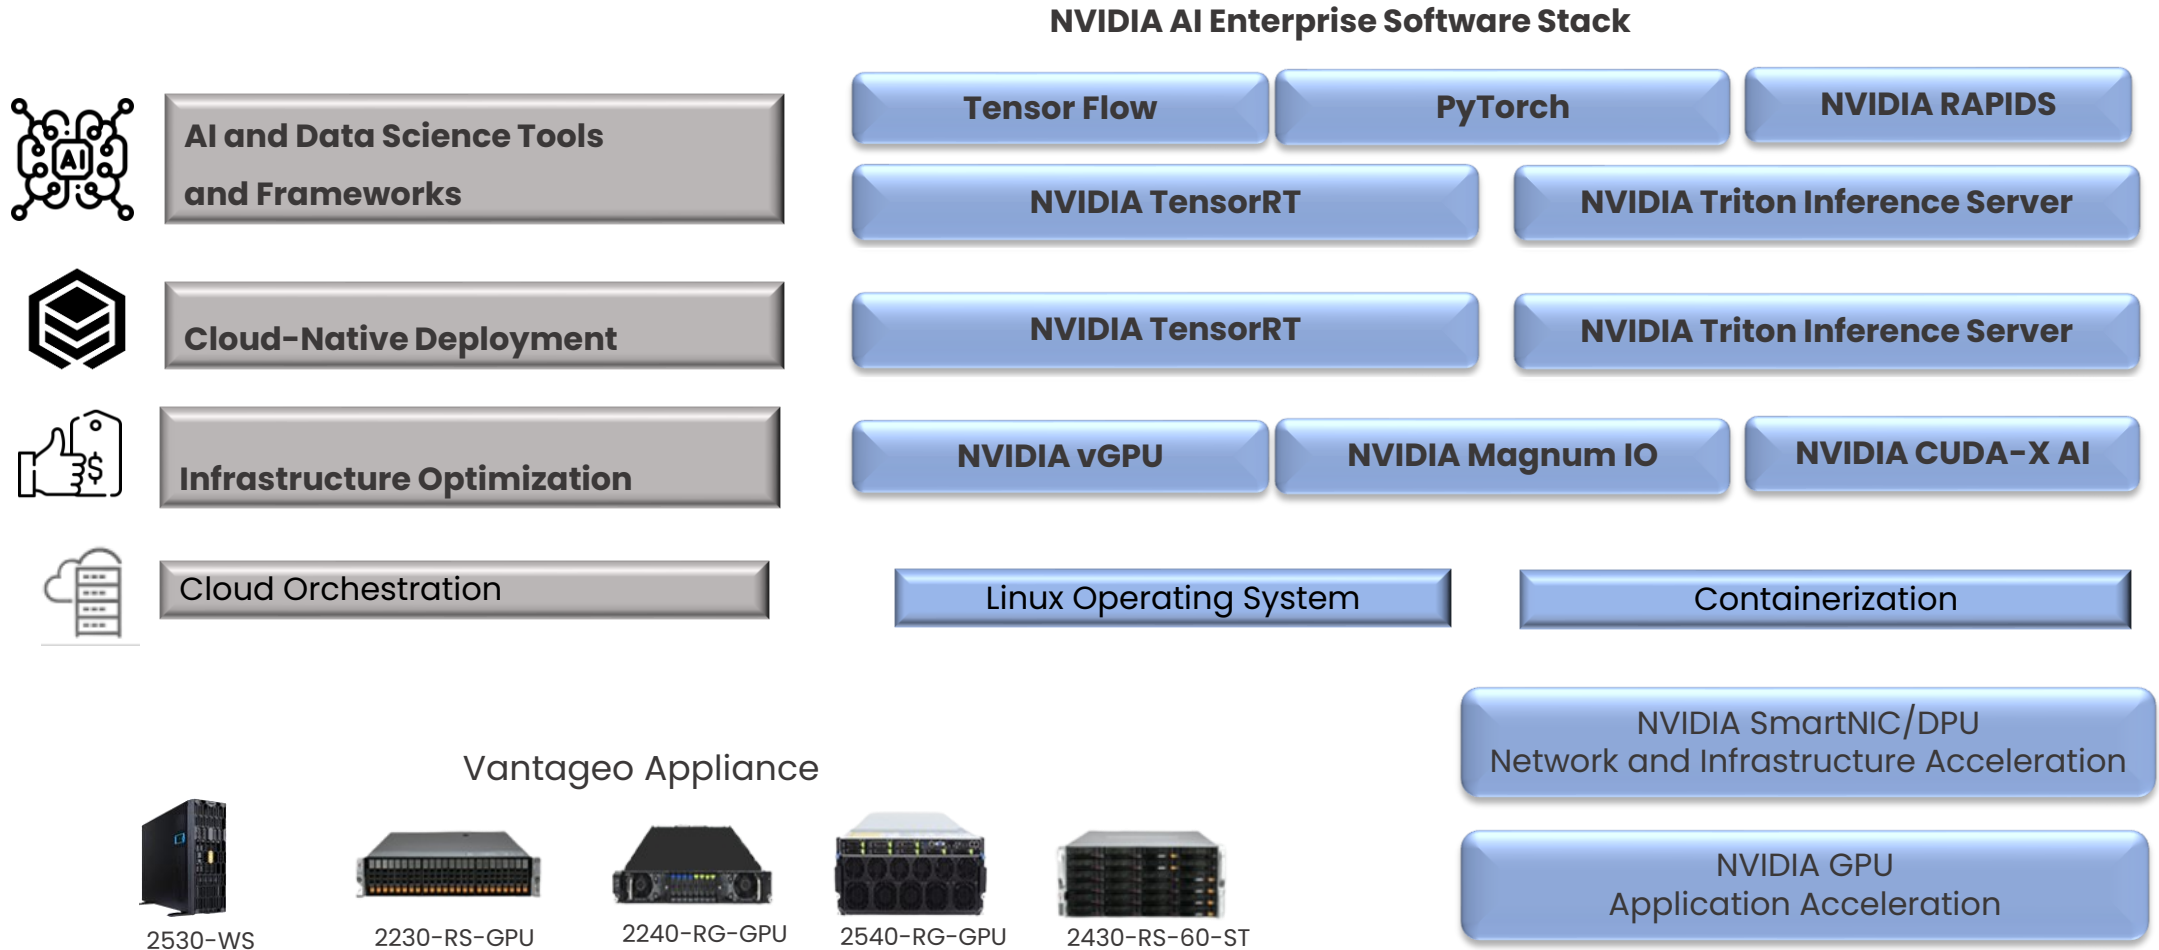 NVIDIA AI Enterprise Software Stack
AI
AI and Data Science Tools
and Frameworks
Tensor Flow
PyTorch
NVIDIA RAPIDS
NVIDIA TensorRT
NVIDIA Triton Inference Server
Cloud-Native Deployment
NVIDIA TensorRT
NVIDIA Triton Inference Server
$
Infrastructure Optimization
NVIDIA vGPU
NVIDIA Magnum IO
NVIDIA CUDA-X AI
Cloud Orchestration
Linux Operating System
Containerization
NVIDIA SmartNIC/DPU
Network and Infrastructure Acceleration
Vantageo Appliance
NVIDIA GPU
Application Acceleration
2530-WS
2230-RS-GPU
2240-RG-GPU
2540-RG-GPU
2430-RS-60-ST